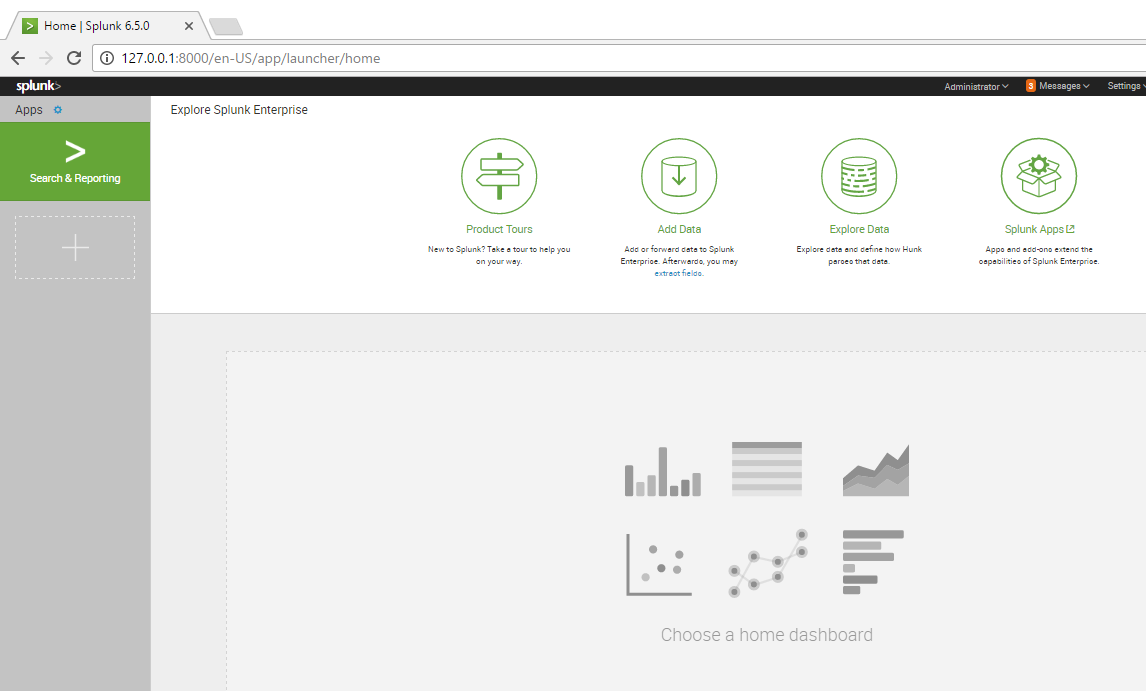 Home | Splunk 6.5.0
127.0.0.1:8000/en-US/app/launcher/home
splunk>
Administrator
3 Messages
Settings
Apps
Explore Splunk Enterprise
Search & Reporting
Product Tours
New to Splunk? Take a tour to help you
on your way.
Add Data
Add or forward data to Splunk
Enterprise. Afterwards, you may
extract fields.
Explore Data
Explore data and define how Hunk
parses that data.
Splunk Apps
Apps and add-ons extend the
capabilities of Splunk Enterprise.
Choose a home dashboard